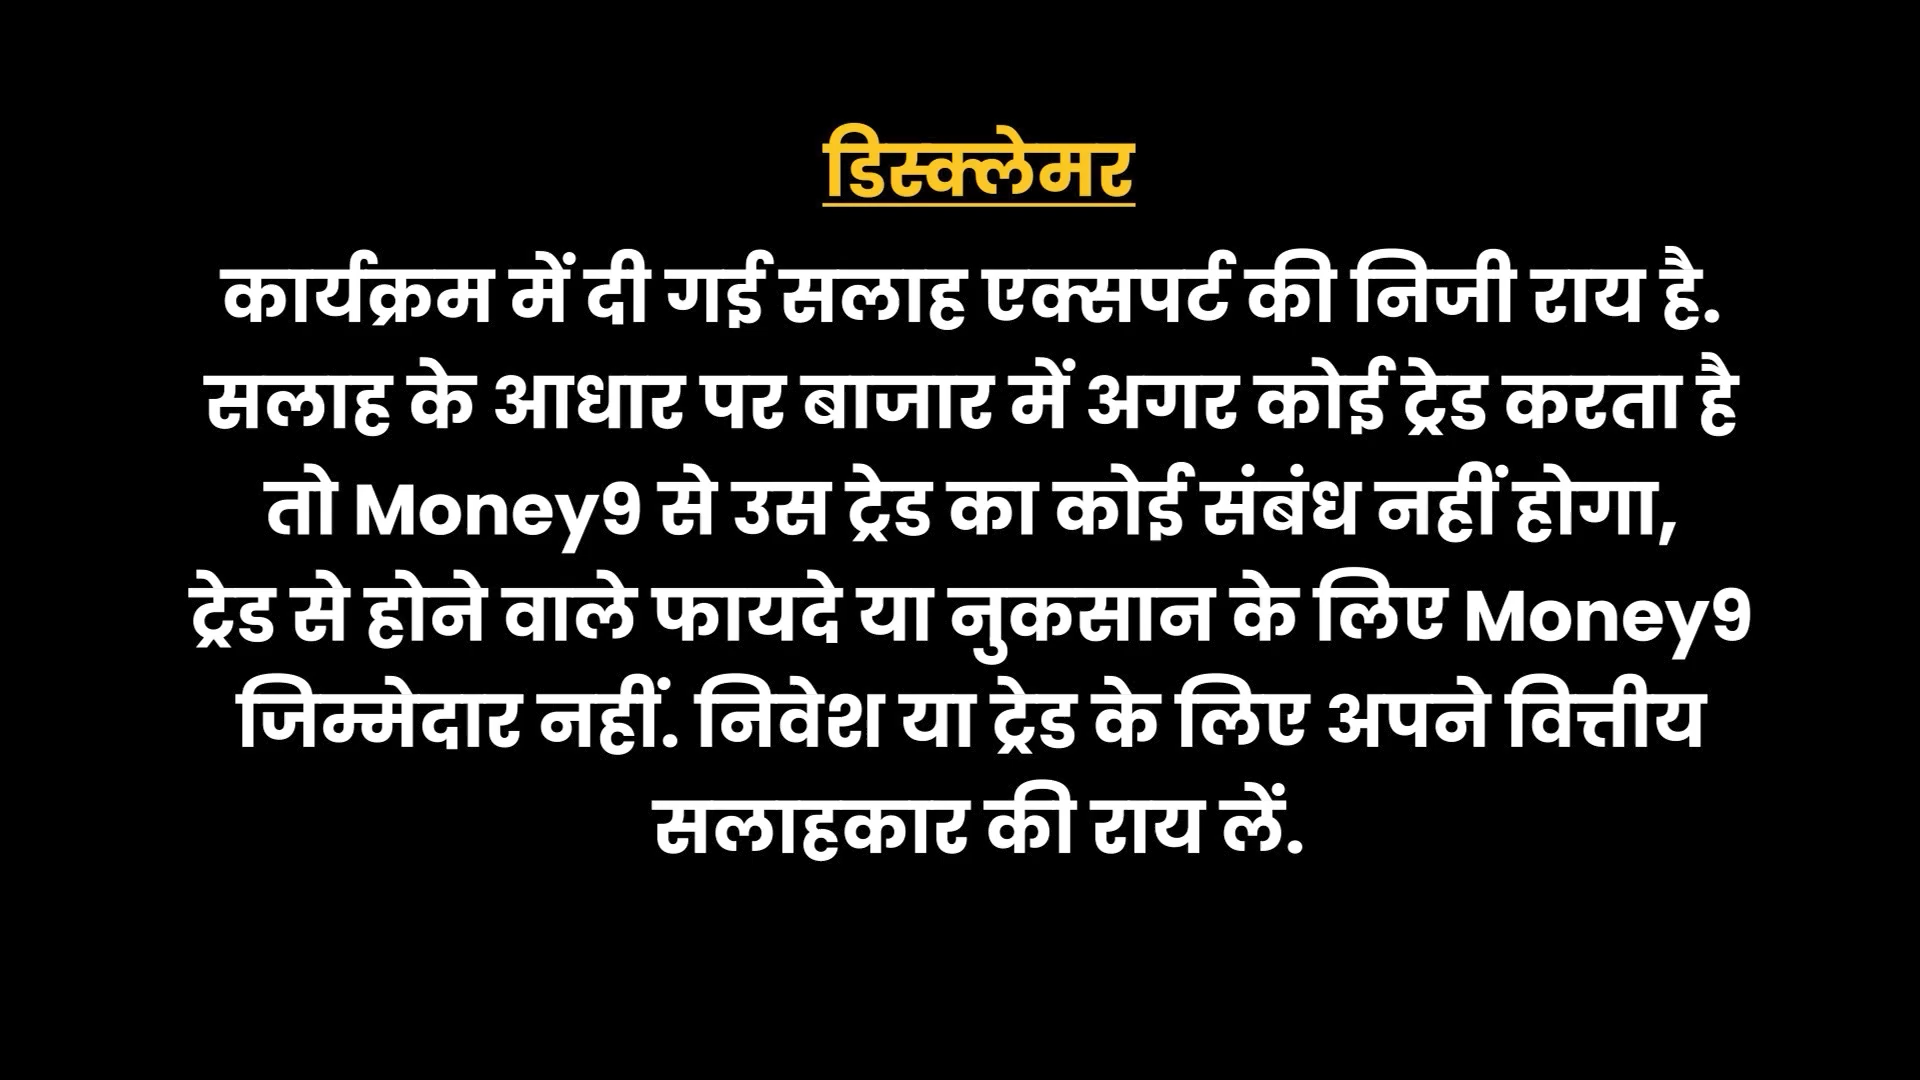 डिस्क्लेमर
कार्यक्रम में दी गई सलाह एक्सपर्ट की निजी राय है.
सलाह के आधार पर बाजार में अगर कोई ट्रेड करता है
तो Money9 से उस ट्रेड का कोई संबंध नहीं होगा,
ट्रेड से होने वाले फायदे या नुकसान के लिए Money9
जिम्मेदार नहीं. निवेश या ट्रेड के लिए अपने वित्तीय
सलाहकार की राय लें.